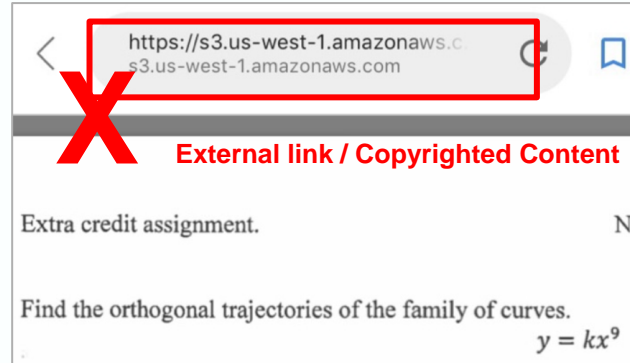 https://s3.us-west-1.amazonaws.c
s3.us-west-1.amazonaws.com
X
External link / Copyrighted Content
Extra credit assignment. N
Find the orthogonal trajectories of the family of curves.
y = kx⁹